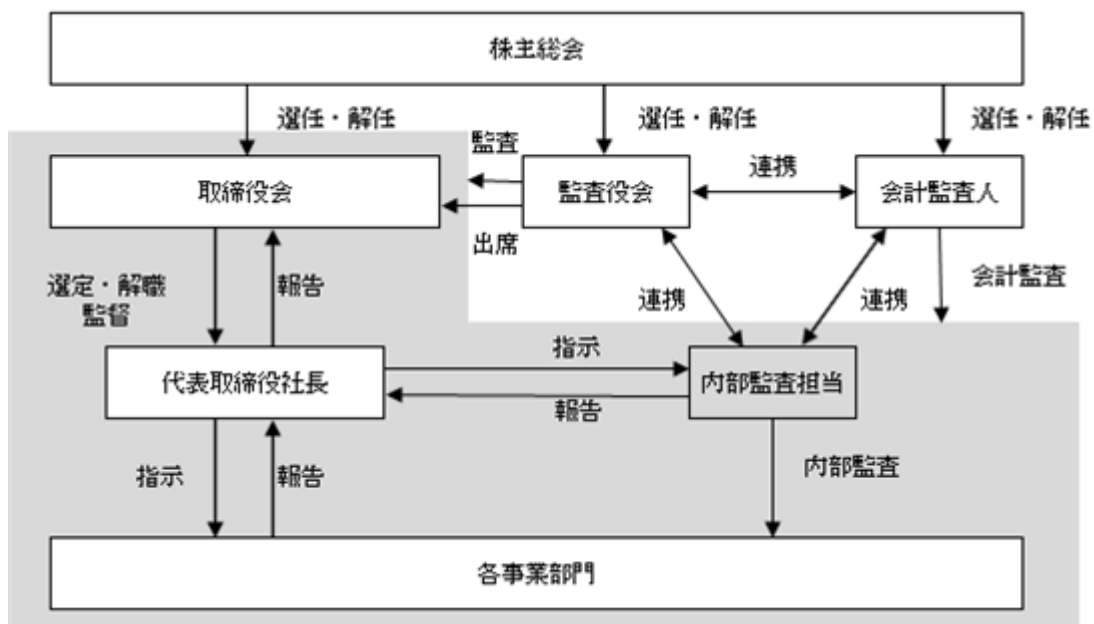 株主総会
選任・解任
選任・解任
選任・解任
監査
取締役会
監査役会
連携
会計監査人
出席
選定・解職
監督
報告
連携
連携
会計監査
指示
代表取締役社長
内部監査担当
報告
指示
報告
内部監査
各事業部門